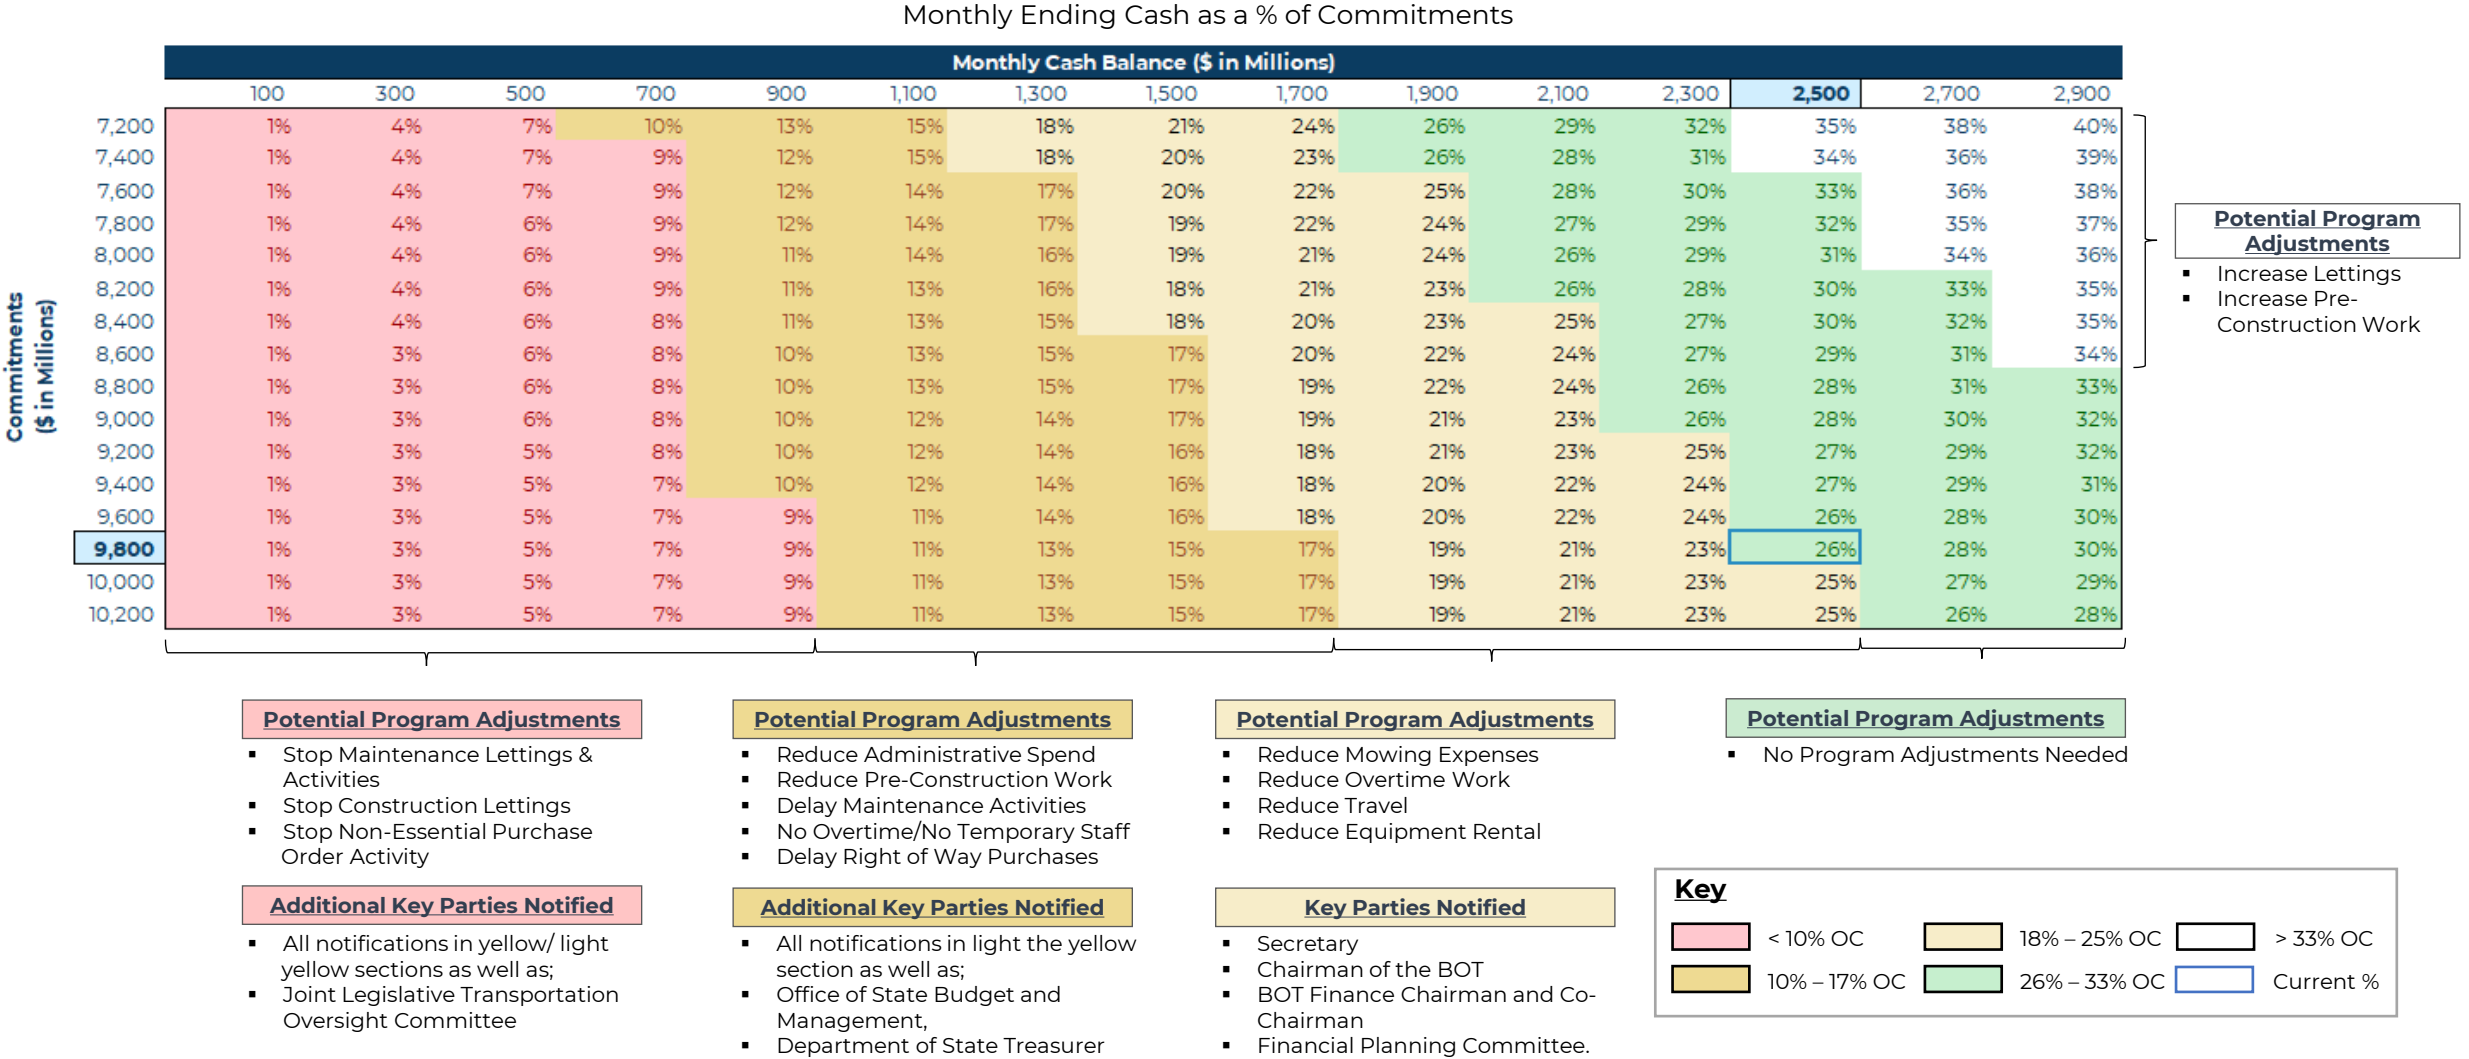 Monthly Ending Cash as a % of Commitments
Monthly Cash Balance ($ in Millions)
100 300 500 700 900 1,100 1,300 1,500 1,700 1,900 2,100 2,300 2,500 2,700 2,900
Commitments
($ in Millions)
7,200 1% 4% 7% 10% 13% 15% 18% 21% 24% 26% 29% 32% 35% 38% 40%
7,400 1% 4% 7% 9% 12% 15% 18% 20% 23% 26% 28% 31% 34% 36% 39%
7,600 1% 4% 7% 9% 12% 14% 17% 20% 22% 25% 28% 30% 33% 36% 38%
7,800 1% 4% 6% 9% 12% 14% 17% 19% 22% 24% 27% 29% 32% 35% 37%
8,000 1% 4% 6% 9% 11% 14% 16% 19% 21% 24% 26% 29% 31% 34% 36%
8,200 1% 4% 6% 9% 11% 13% 16% 18% 21% 23% 26% 28% 30% 33% 35%
8,400 1% 4% 6% 8% 11% 13% 15% 18% 20% 23% 25% 27% 30% 32% 35%
8,600 1% 3% 6% 8% 10% 13% 15% 17% 20% 22% 24% 27% 29% 31% 34%
8,800 1% 3% 6% 8% 10% 13% 15% 17% 19% 22% 24% 26% 28% 31% 33%
9,000 1% 3% 6% 8% 10% 12% 14% 17% 19% 21% 23% 26% 28% 30% 32%
9,200 1% 3% 5% 8% 10% 12% 14% 16% 18% 21% 23% 25% 27% 29% 32%
9,400 1% 3% 5% 7% 10% 12% 14% 16% 18% 20% 22% 24% 27% 29% 31%
9,600 1% 3% 5% 7% 9% 11% 14% 16% 18% 20% 22% 24% 26% 28% 30%
9,800 1% 3% 5% 7% 9% 11% 13% 15% 17% 19% 21% 23% 26% 28% 30%
10,000 1% 3% 5% 7% 9% 11% 13% 15% 17% 19% 21% 23% 25% 27% 29%
10,200 1% 3% 5% 7% 9% 11% 13% 15% 17% 19% 21% 23% 25% 26% 28%
Potential Program
Adjustments
▪ Increase Lettings
▪ Increase Pre-
Construction Work
Potential Program Adjustments
▪ Stop Maintenance Lettings &
Activities
▪ Stop Construction Lettings
▪ Stop Non-Essential Purchase
Order Activity
Additional Key Parties Notified
▪ All notifications in yellow/ light
yellow sections as well as;
▪ Joint Legislative Transportation
Oversight Committee
Potential Program Adjustments
▪ Reduce Administrative Spend
▪ Reduce Pre-Construction Work
▪ Delay Maintenance Activities
▪ No Overtime/No Temporary Staff
▪ Delay Right of Way Purchases
Additional Key Parties Notified
▪ All notifications in light the yellow
section as well as;
▪ Office of State Budget and
Management,
▪ Department of State Treasurer
Potential Program Adjustments
▪ Reduce Mowing Expenses
▪ Reduce Overtime Work
▪ Reduce Travel
▪ Reduce Equipment Rental
Key Parties Notified
▪ Secretary
▪ Chairman of the BOT
▪ BOT Finance Chairman and Co-
Chairman
▪ Financial Planning Committee.
Potential Program Adjustments
▪ No Program Adjustments Needed
Key
< 10% OC 18% – 25% OC > 33% OC
10% – 17% OC 26% – 33% OC Current %